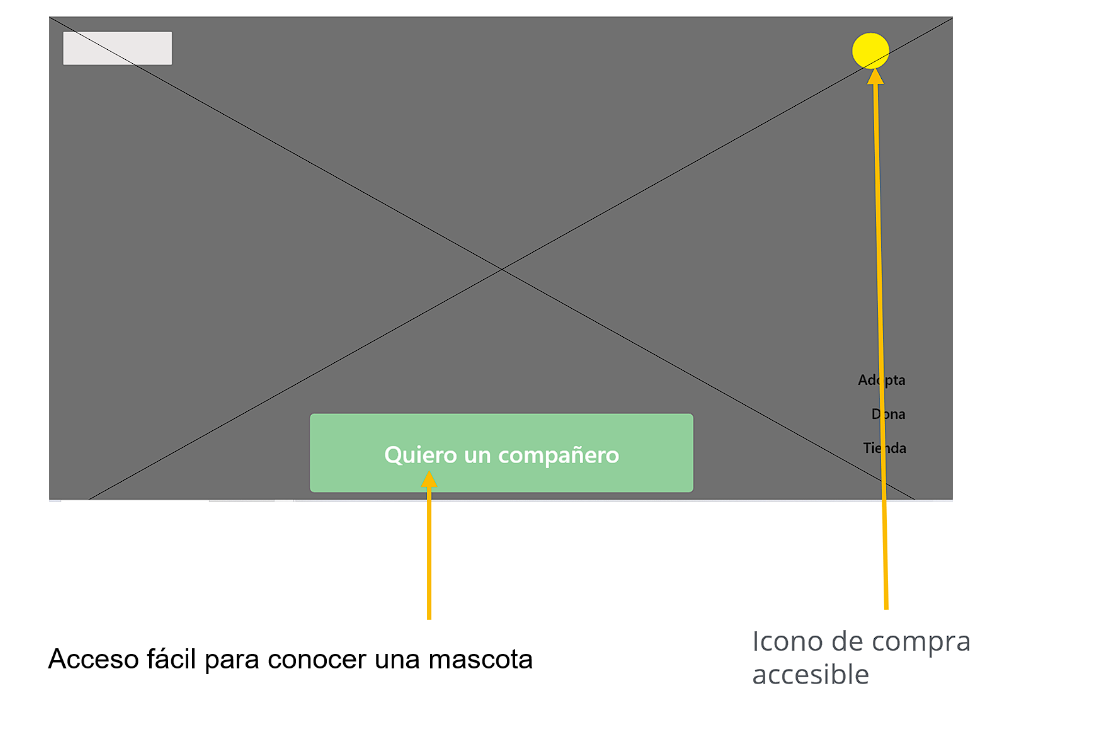 Adopta
Dona
Tienda
Quiero un compañero
Acceso fácil para conocer una mascota
Icono de compra
accesible